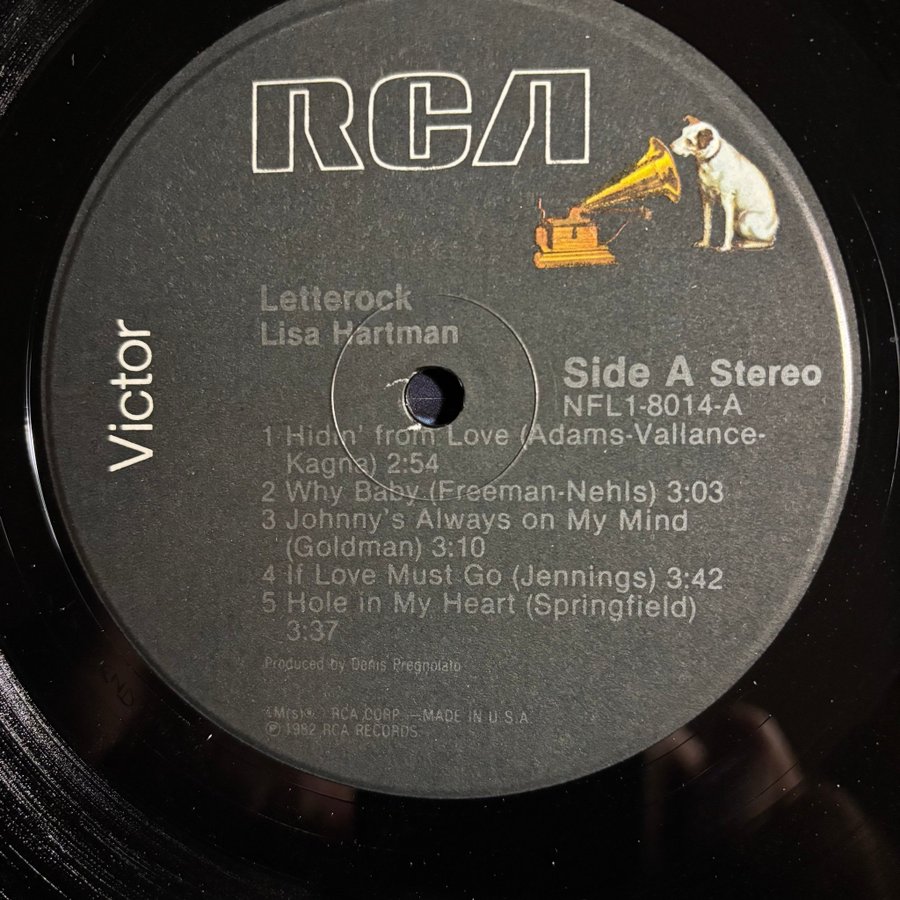 RCA
Victor
Letterock
Lisa Hartman
Side A Stereo
NFL1-8014-A
1 Hidin' from Love (Adams-Vallance-
Kagna) 2:54
2 Why Baby (Freeman-Nehls) 3:03
3 Johnny's Always on My Mind
(Goldman) 3:10
4 If Love Must Go (Jennings) 3:42
5 Hole in My Heart (Springfield)
3:37
Produced by Denis Pregnolato
RCA CORP.—MADE IN U.S.A.
℗ 1982 RCA RECORDS